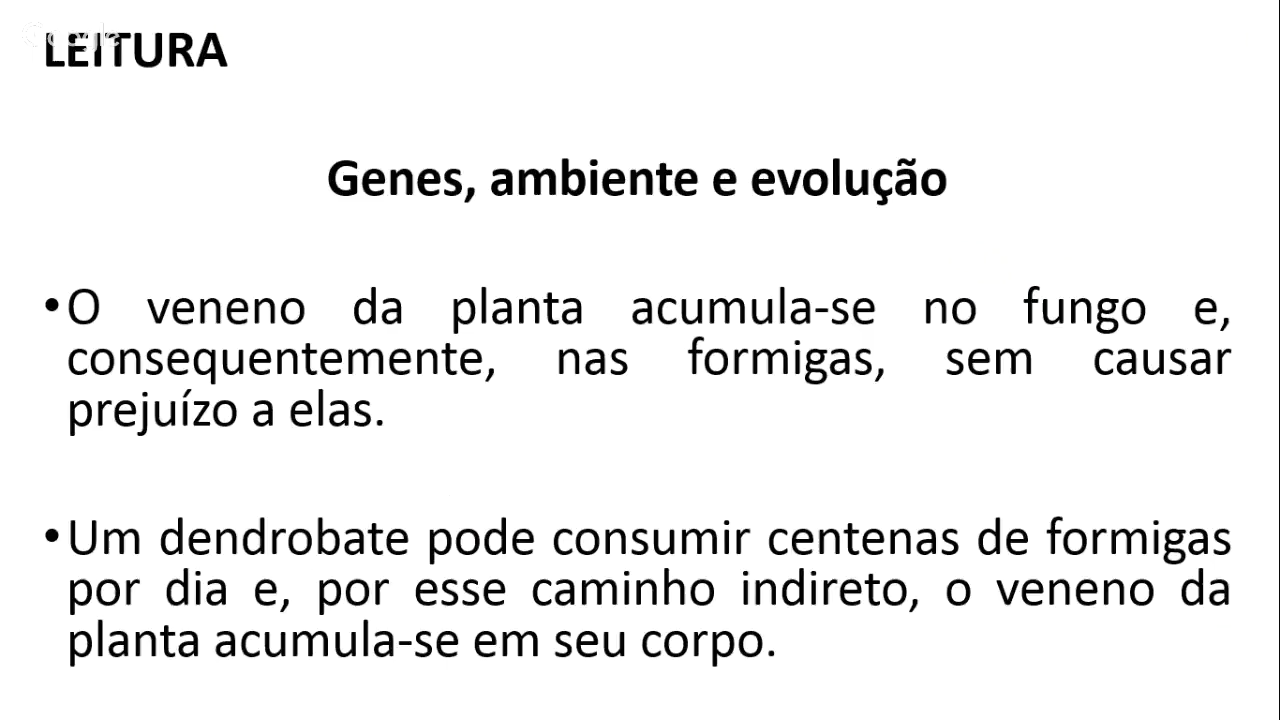 Google
LEITURA
Genes, ambiente e evolução
•O veneno da planta acumula-se no fungo e,
consequentemente, nas formigas, sem causar
prejuízo a elas.
•Um dendrobate pode consumir centenas de formigas
por dia e, por esse caminho indireto, o veneno da
planta acumula-se em seu corpo.